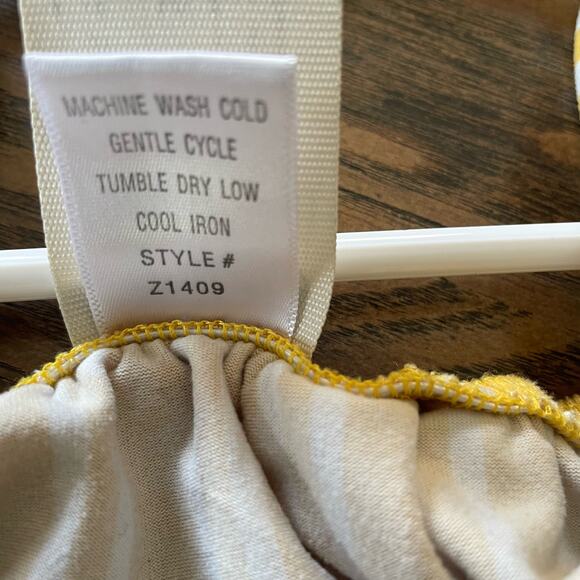 MACHINE WASH COLD
GENTLE CYCLE
TUMBLE DRY LOW
COOL IRON
STYLE #
Z1409